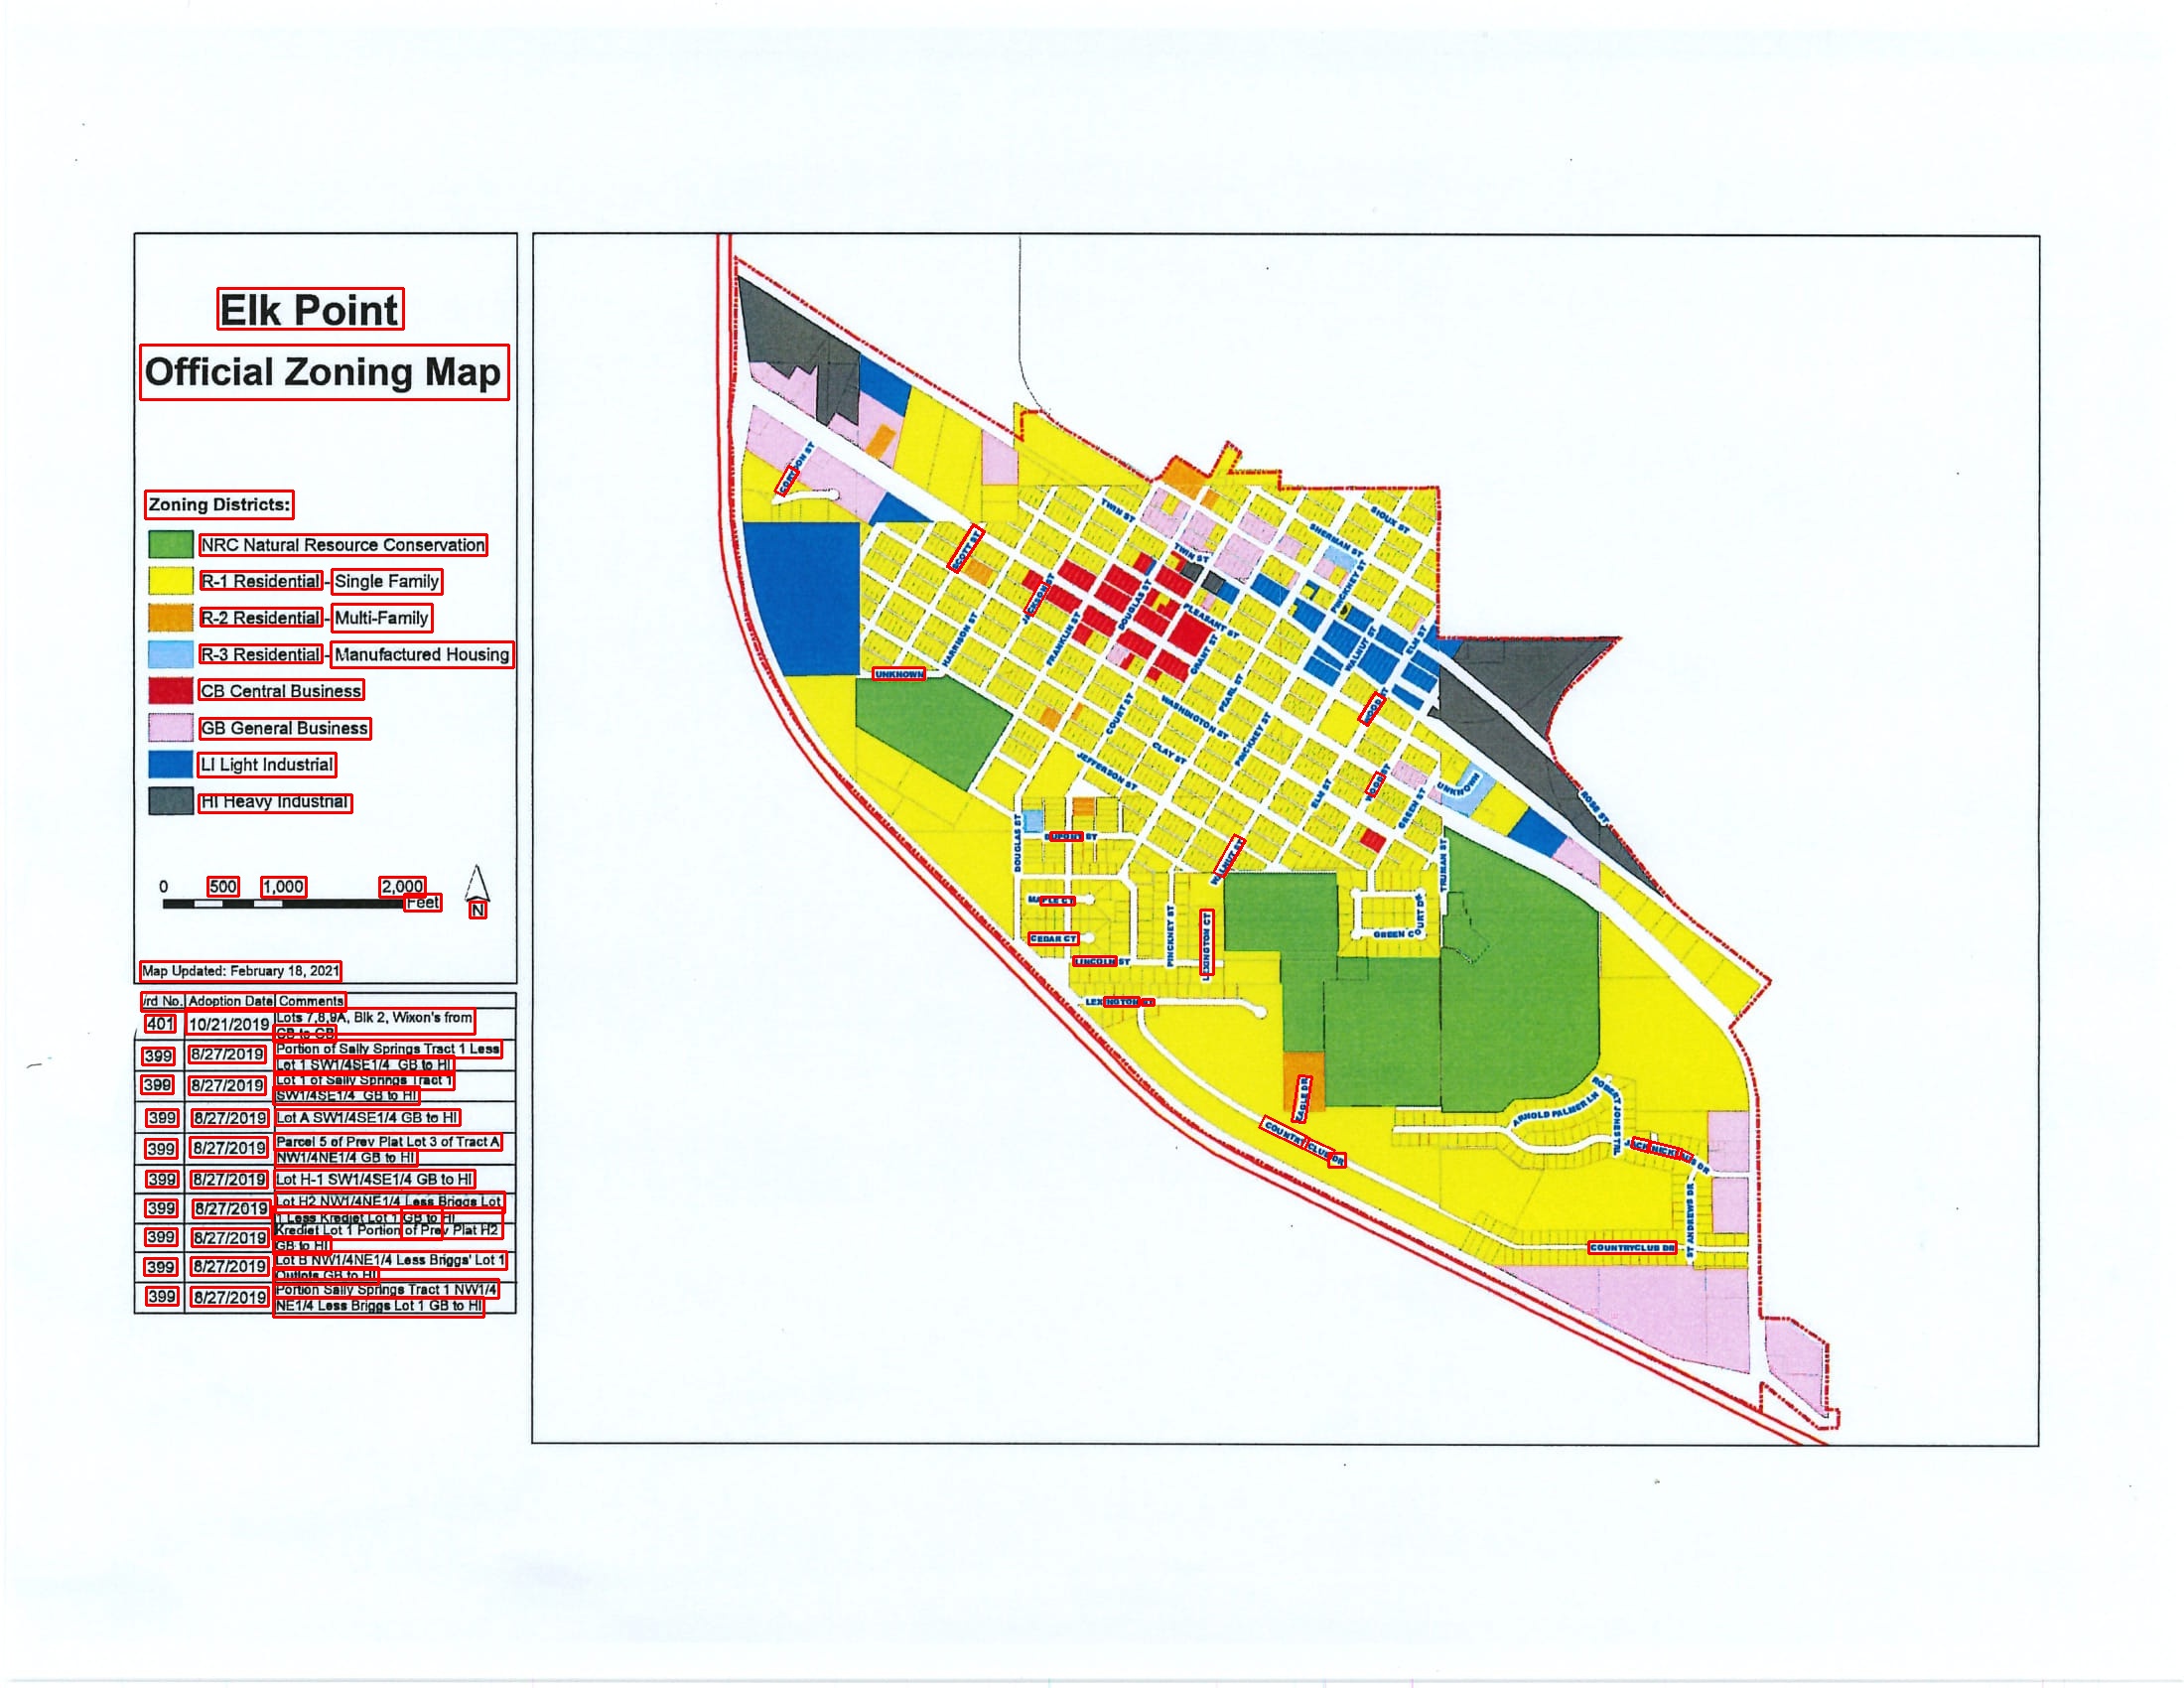 Elk Point
Official Zoning Map
Zoning Districts:
NRC Natural Resource Conservation
R-1 Residential - Single Family
R-2 Residential - Multi-Family
R-3 Residential - Manufactured Housing
CB Central Business
GB General Business
LI Light Industrial
HI Heavy Industrial
0 500 1,000 2,000
Feet
N
Map Updated: February 18, 2021
rd No. Adoption Date Comments
401 10/21/2019 Lots 7,8,9A, Blk 2, Wixon's from
GB to GB
399 8/27/2019 Portion of Sally Springs Tract 1 Less
Lot 1 SW1/4SE1/4 GB to HI
399 8/27/2019 Lot 1 of Sally Springs Tract 1
SW1/4SE1/4 GB to HI
399 8/27/2019 Lot A SW1/4SE1/4 GB to HI
399 8/27/2019 Parcel 5 of Prev Plat Lot 3 of Tract A
NW1/4NE1/4 GB to HI
399 8/27/2019 Lot H-1 SW1/4SE1/4 GB to HI
399 8/27/2019 Lot H2 NW1/4NE1/4 Less Briggs Lot
1 Less Krediet Lot 1 GB to HI
399 8/27/2019 Krediet Lot 1 Portion of Prev Plat H2
GB to HI
399 8/27/2019 Lot B NW1/4NE1/4 Less Briggs' Lot 1
Outlots GB to HI
399 8/27/2019 Portion Sally Springs Tract 1 NW1/4
NE1/4 Less Briggs Lot 1 GB to HI
ST
TWIN ST
SIOUX ST
SHERMAN ST
SCOTT ST
TWIN ST
JACKSON ST
DOUGLAS ST
PINCKNEY ST
PLEASANT ST
HARRISON ST
FRANKLIN ST
GRANT ST
WALNUT ST
ELM ST
UNKNOWN
PEARL ST
COURT ST
WASHINGTON ST
WOOD ST
PINCKNEY ST
CLAY ST
JEFFERSON ST
ELM ST
WOOD ST
UNKNOWN
GREEN ST
ROSE ST
DOUGLAS ST
DUPONT ST
WALNUT ST
TRUMAN ST
MAPLE CT
PINCKNEY ST
LEXINGTON CT
GREEN COURT DR
CEDAR CT
LINCOLN ST
LEXINGTON ST
EAGLE DR
COUNTRY CLUB DR
ARNOLD PALMER LN
ROBERT JONES TRL
JACK NICKLAUS DR
ST ANDREWS DR
COUNTRYCLUB DR